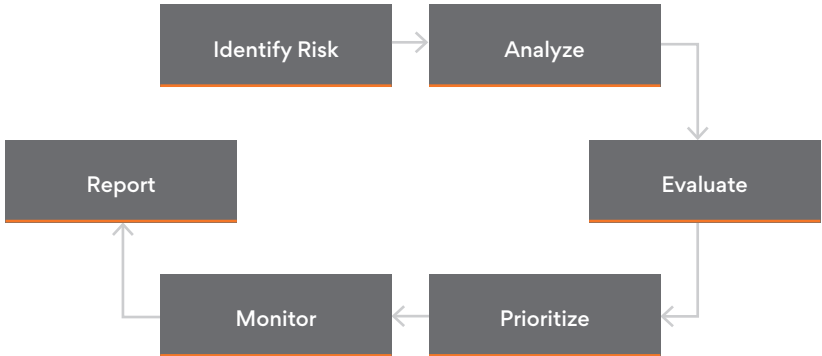 Identify Risk
Analyze
Evaluate
Prioritize
Monitor
Report